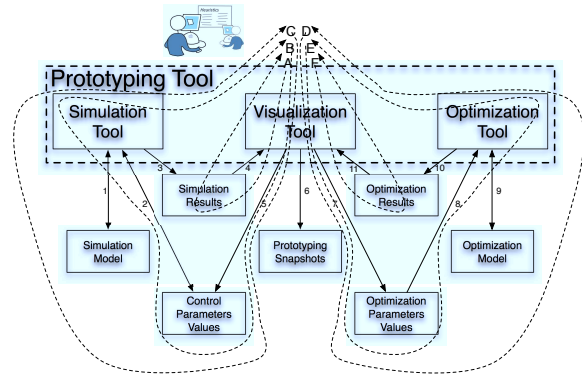 Heuristics
C D
B E
A F
Prototyping Tool
Simulation
Tool
Visualization
Tool
Optimization
Tool
3
4
11
10
1
2
Simulation
Results
5
6
7
Optimization
Results
8
9
Simulation
Model
Prototyping
Snapshots
Optimization
Model
Control
Parameters
Values
Optimization
Parameters
Values